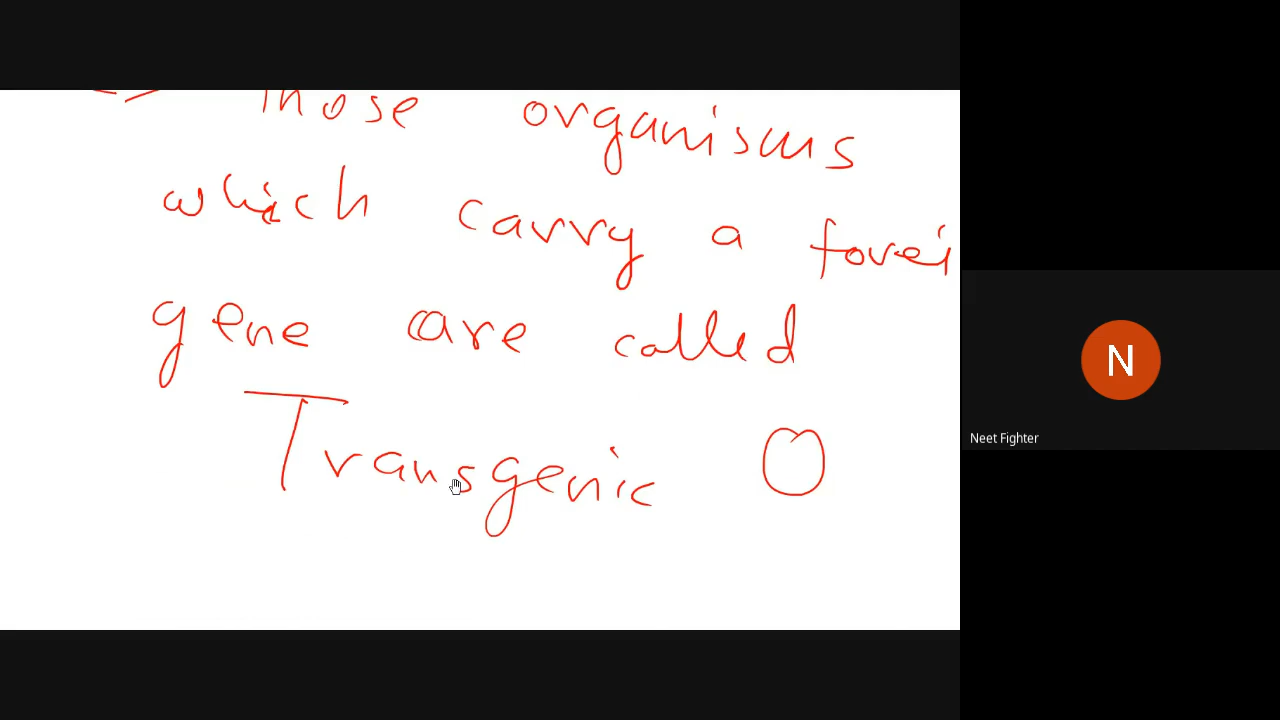 Those organisms
which carry a forei
gene are called
Transgenic O
N
Neet Fighter